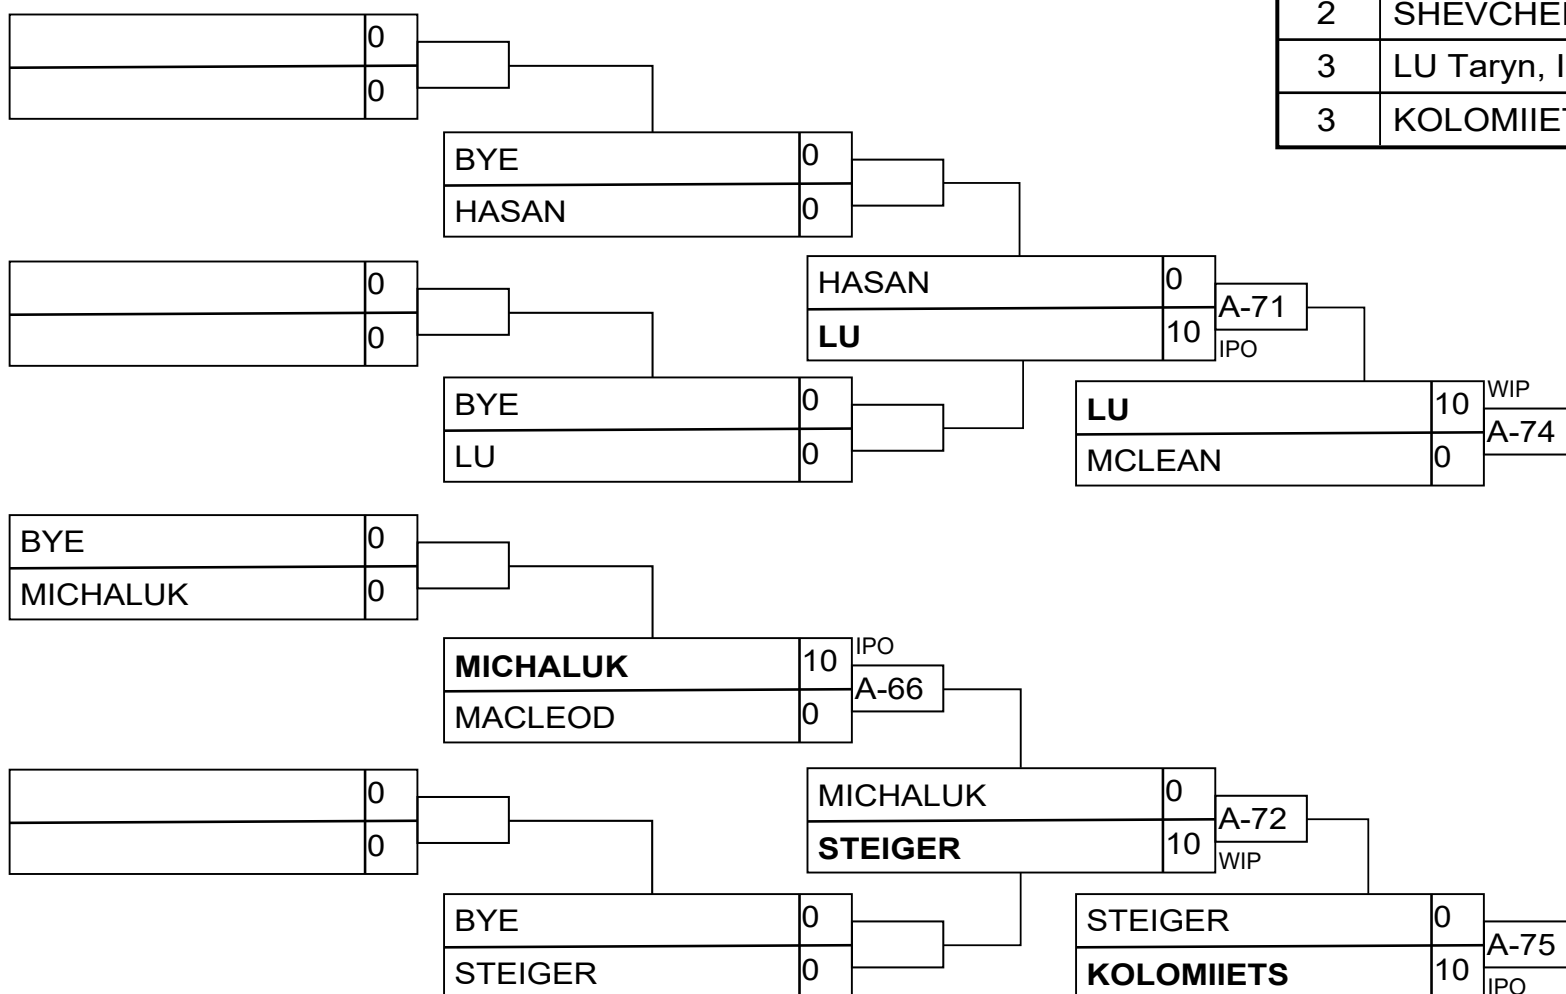 2
3 LU Taryn,
3
0
0
BYE 0
HASAN 0
0
0
HASAN 0
LU 10
A-71
IPO
BYE 0
LU 0
LU 10
MCLEAN 0
WIP
A-74
BYE 0
MICHALUK 0
MICHALUK 10
MACLEOD 0
IPO
A-66
0
0
MICHALUK 0
STEIGER 10
A-72
WIP
BYE 0
STEIGER 0
STEIGER 0
KOLOMIIETS 10
A-75
IPO